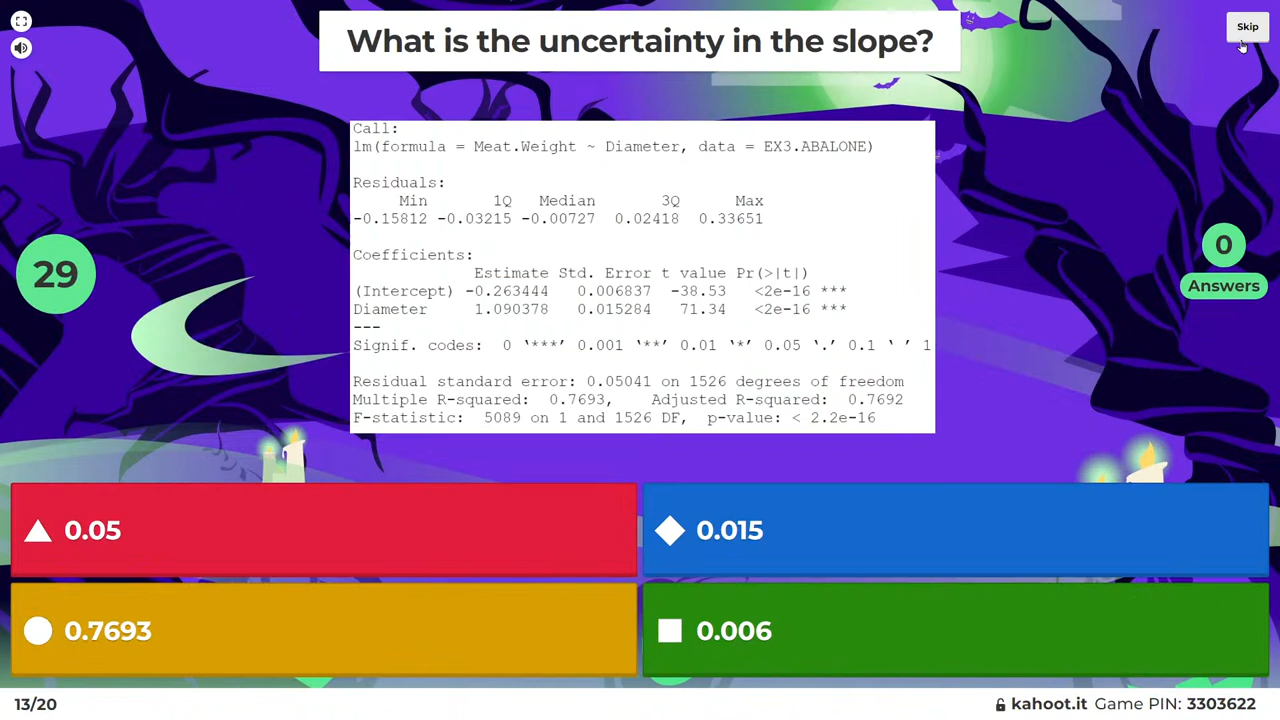 What is the uncertainty in the slope?
Skip
Call:
lm(formula = Meat.Weight ~ Diameter, data = EX3.ABALONE)
Residuals:
Min 1Q Median 3Q Max
-0.15812 -0.03215 -0.00727 0.02418 0.33651
Coefficients:
Estimate Std. Error t value Pr(>|t|)
(Intercept) -0.263444 0.006837 -38.53 <2e-16 ***
Diameter 1.090378 0.015284 71.34 <2e-16 ***
---
Signif. codes: 0 ‘***’ 0.001 ‘**’ 0.01 ‘*’ 0.05 ‘.’ 0.1 ‘ ’ 1
Residual standard error: 0.05041 on 1526 degrees of freedom
Multiple R-squared: 0.7693, Adjusted R-squared: 0.7692
F-statistic: 5089 on 1 and 1526 DF, p-value: < 2.2e-16
29
0
Answers
0.05
0.015
0.7693
0.006
13/20
kahoot.it Game PIN: 3303622